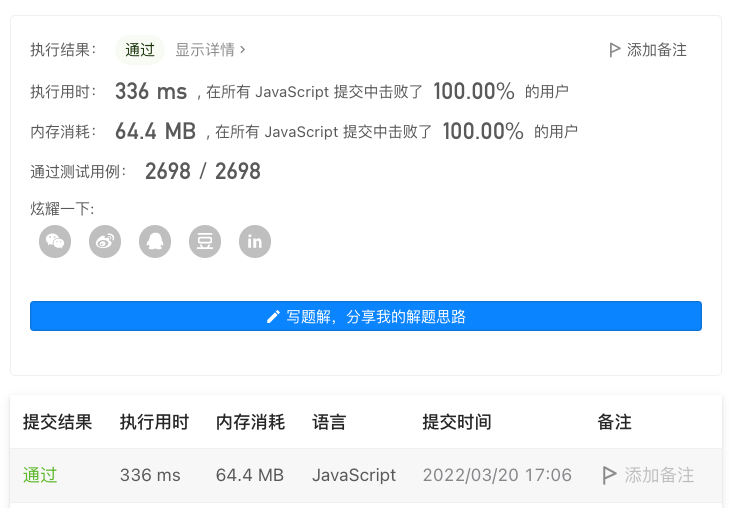 执行结果： 通过 显示详情 › 添加备注
执行用时： 336 ms , 在所有 JavaScript 提交中击败了 100.00% 的用户
内存消耗： 64.4 MB , 在所有 JavaScript 提交中击败了 100.00% 的用户
通过测试用例： 2698 / 2698
炫耀一下:
豆 in
写题解，分享我的解题思路
提交结果 执行用时 内存消耗 语言 提交时间 备注
通过 336 ms 64.4 MB JavaScript 2022/03/20 17:06 添加备注